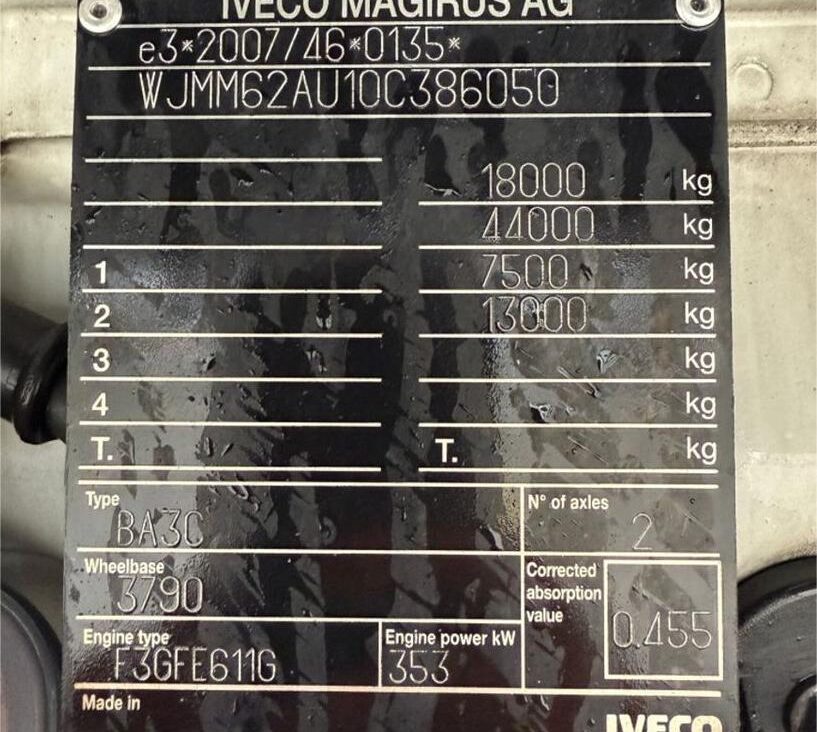 IVECO MAGIRUS AG
e3*2007/46*0135*
WJMM62AU10C386050
18000 kg
44000 kg
1 7500 kg
2 13000 kg
3 kg
4 kg
T. T. kg
Type BA3C N° of axles 2
Wheelbase 3790 Corrected absorption value 0.455
Engine type F3GFE611G Engine power kW 353
Made in
IVECO